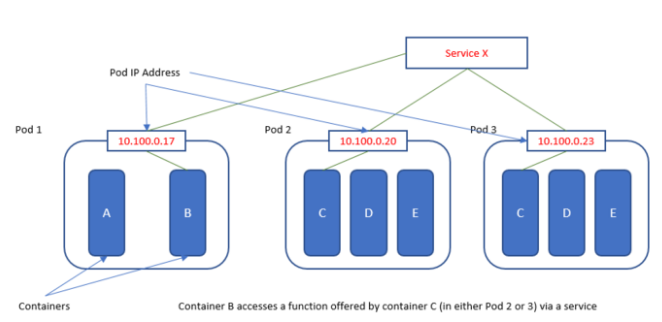 Service X
Pod IP Address
Pod 1
Pod 2
Pod 3
10.100.0.17
10.100.0.20
10.100.0.23
A
B
C
D
E
C
D
E
Containers
Container B accesses a function offered by container C (in either Pod 2 or 3) via a service